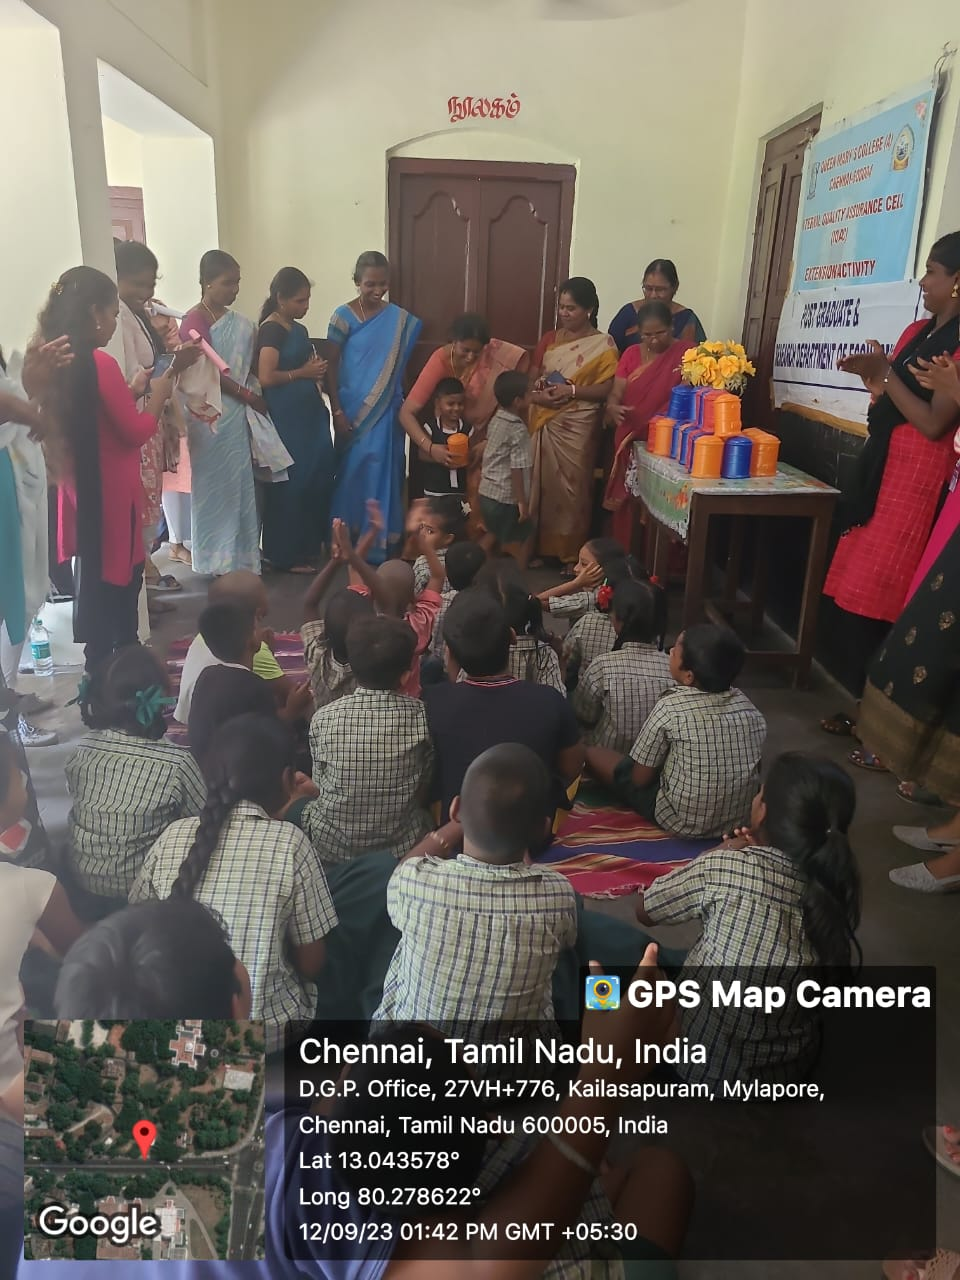 நூலகம்
QUEEN MARY'S COLLEGE (A)
CHENNAI-600004
INTERNAL QUALITY ASSURANCE CELL
(IQAC)
EXTENSION ACTIVITY
POST GRADUATE &
DEPARTMENT OF
GPS Map Camera
Chennai, Tamil Nadu, India
D.G.P. Office, 27VH+776, Kailasapuram, Mylapore,
Chennai, Tamil Nadu 600005, India
Lat 13.043578°
Long 80.278622°
12/09/23 01:42 PM GMT +05:30
Google